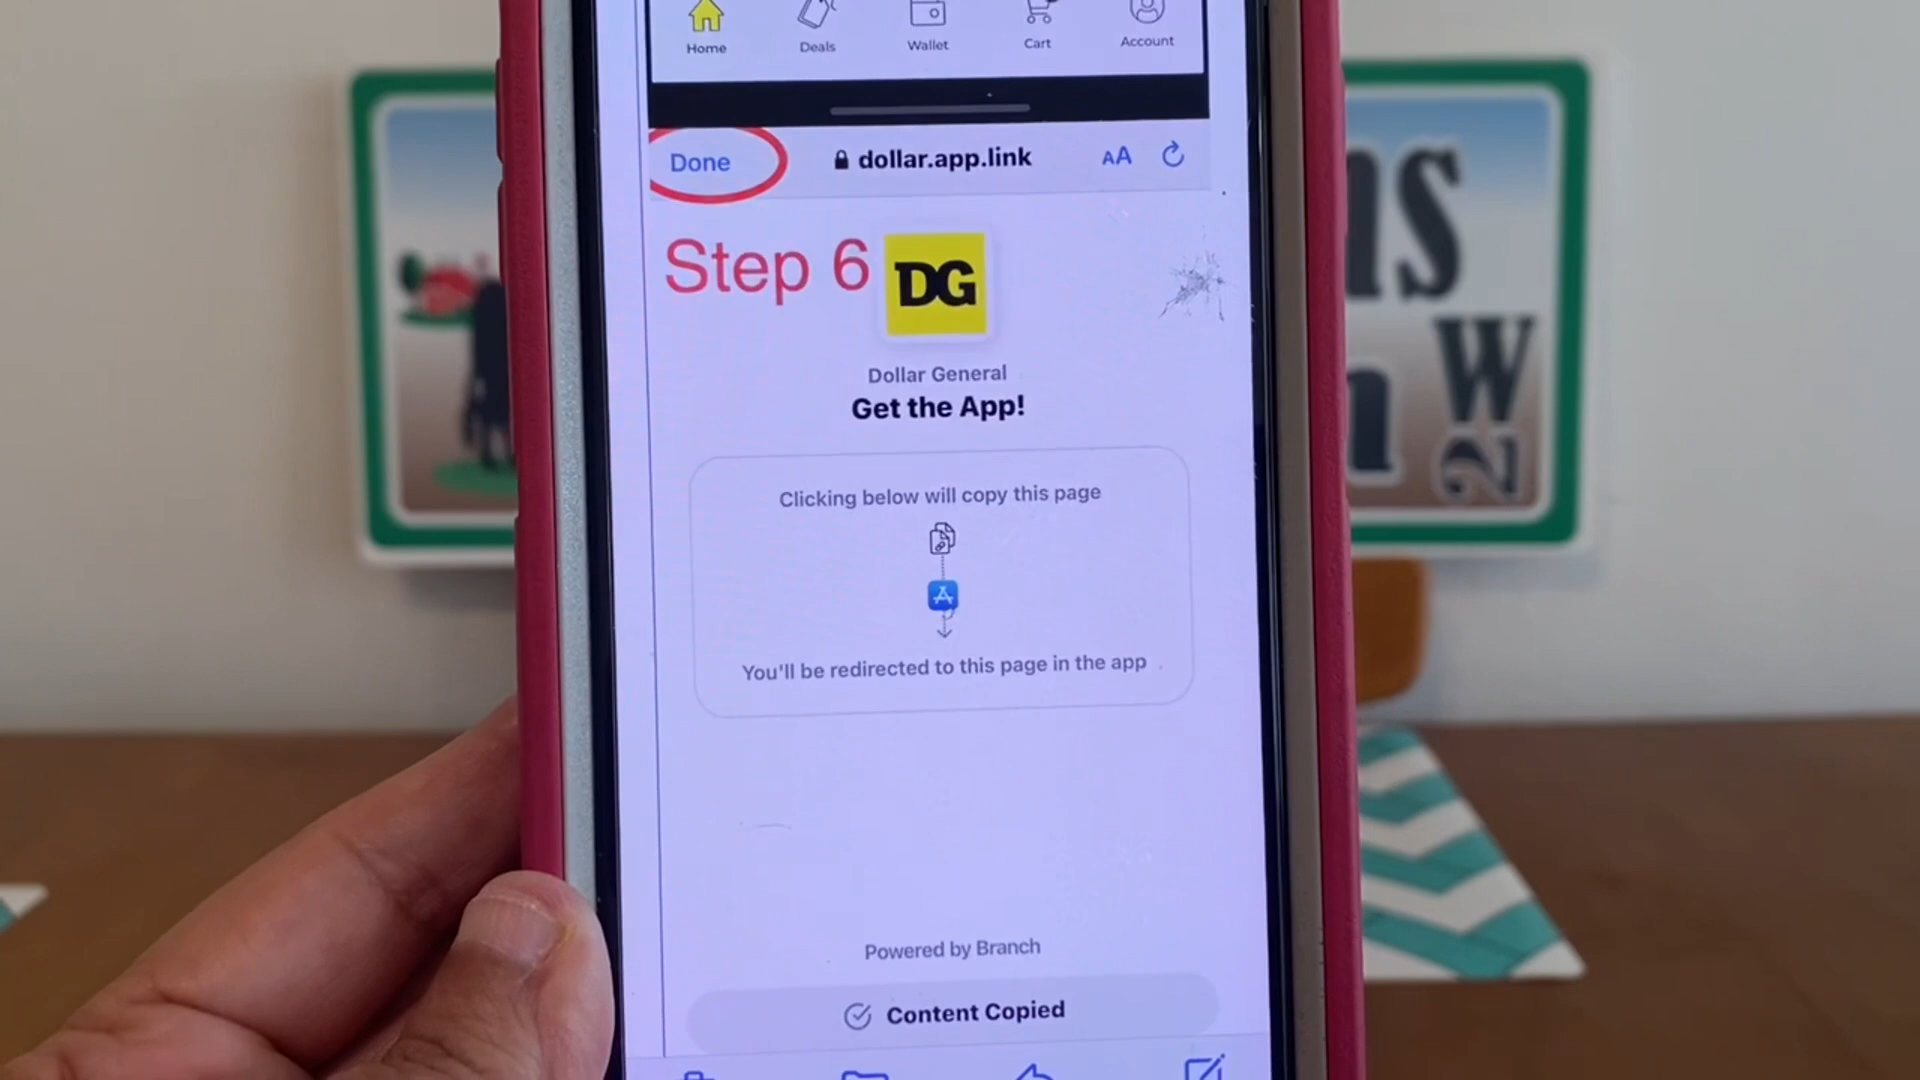 Home Deals Wallet Cart Account
Done dollar.app.link AA
Step 6 DG
Dollar General
Get the App!
Clicking below will copy this page
You'll be redirected to this page in the app
Powered by Branch
Content Copied
W